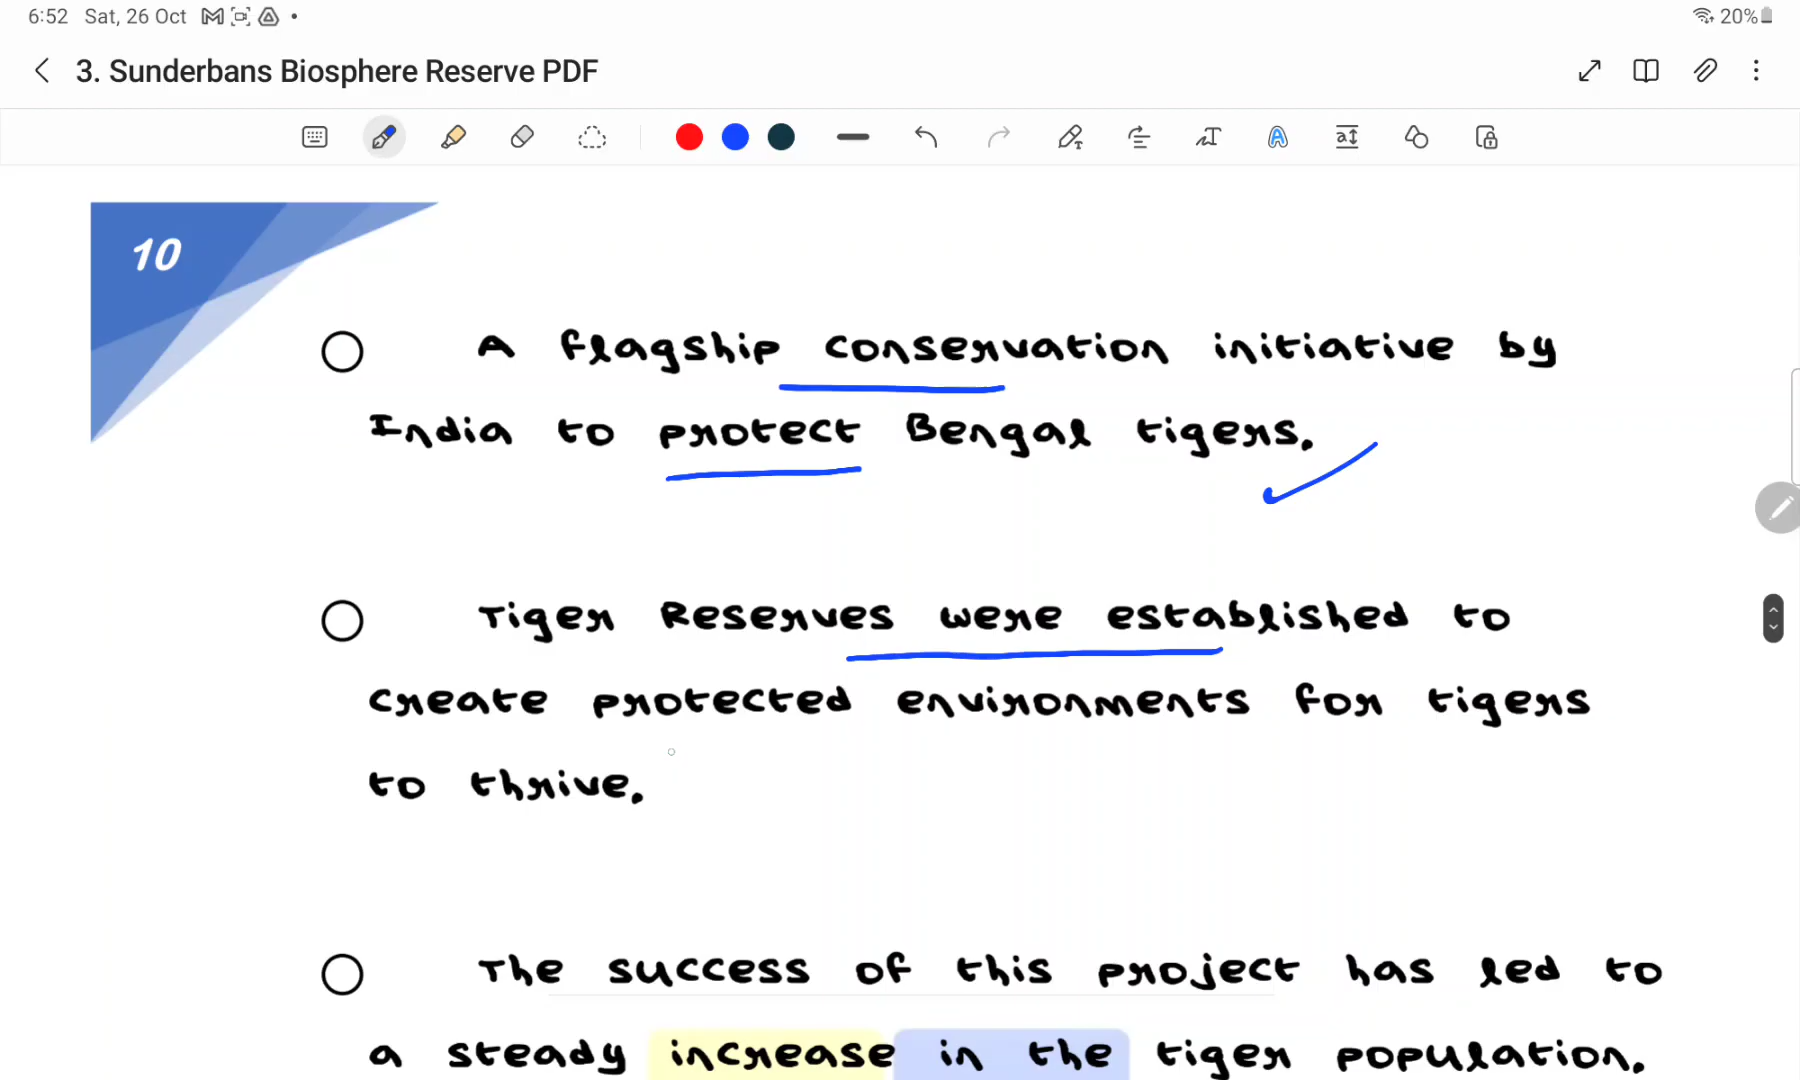 6:52 Sat, 26 Oct
20%
3. Sunderbans Biosphere Reserve PDF
10
A flagship conservation initiative by
India to protect Bengal tigers.
Tiger Reserves were established to
create protected environments for tigers
to thrive.
The success of this project has led to
a steady increase in the tiger population.